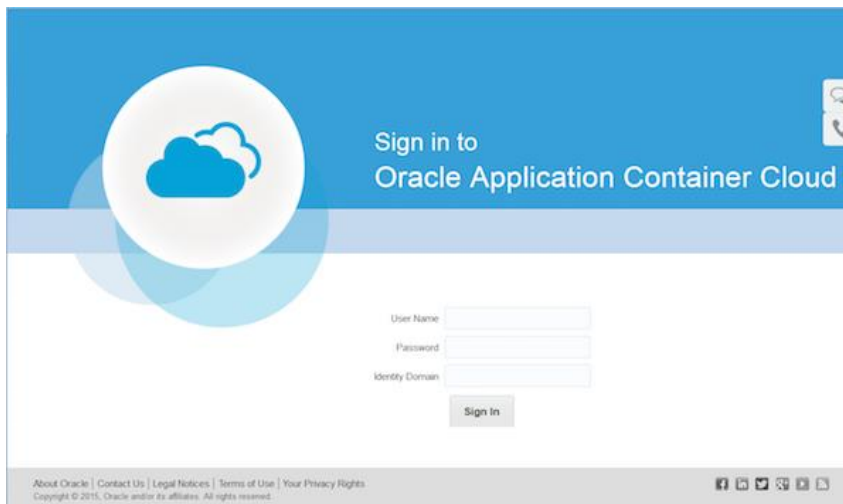 Sign in to
Oracle Application Container Cloud
User Name
Password
Identity Domain
Sign In
About Oracle | Contact Us | Legal Notices | Terms of Use | Your Privacy Rights
Copyright © 2015, Oracle and/or its affiliates. All rights reserved.